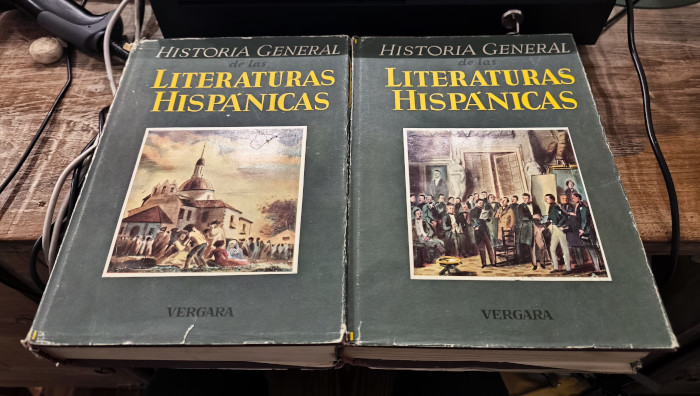 HISTORIA GENERAL
de las
LITERATURAS
HISPÁNICAS
VERGARA
HISTORIA GENERAL
de las
LITERATURAS
HISPÁNICAS
VERGARA